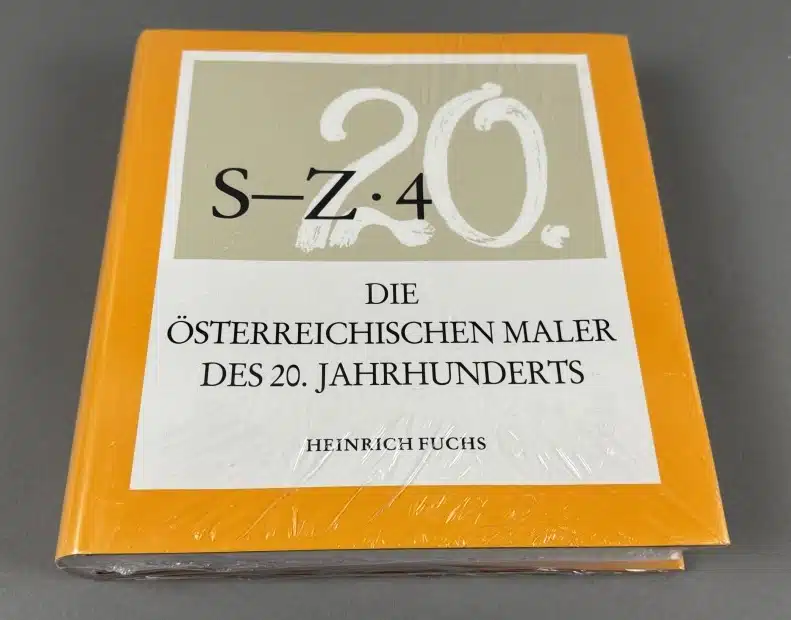 20.
S–Z · 4
DIE
ÖSTERREICHISCHEN MALER
DES 20. JAHRHUNDERTS
HEINRICH FUCHS